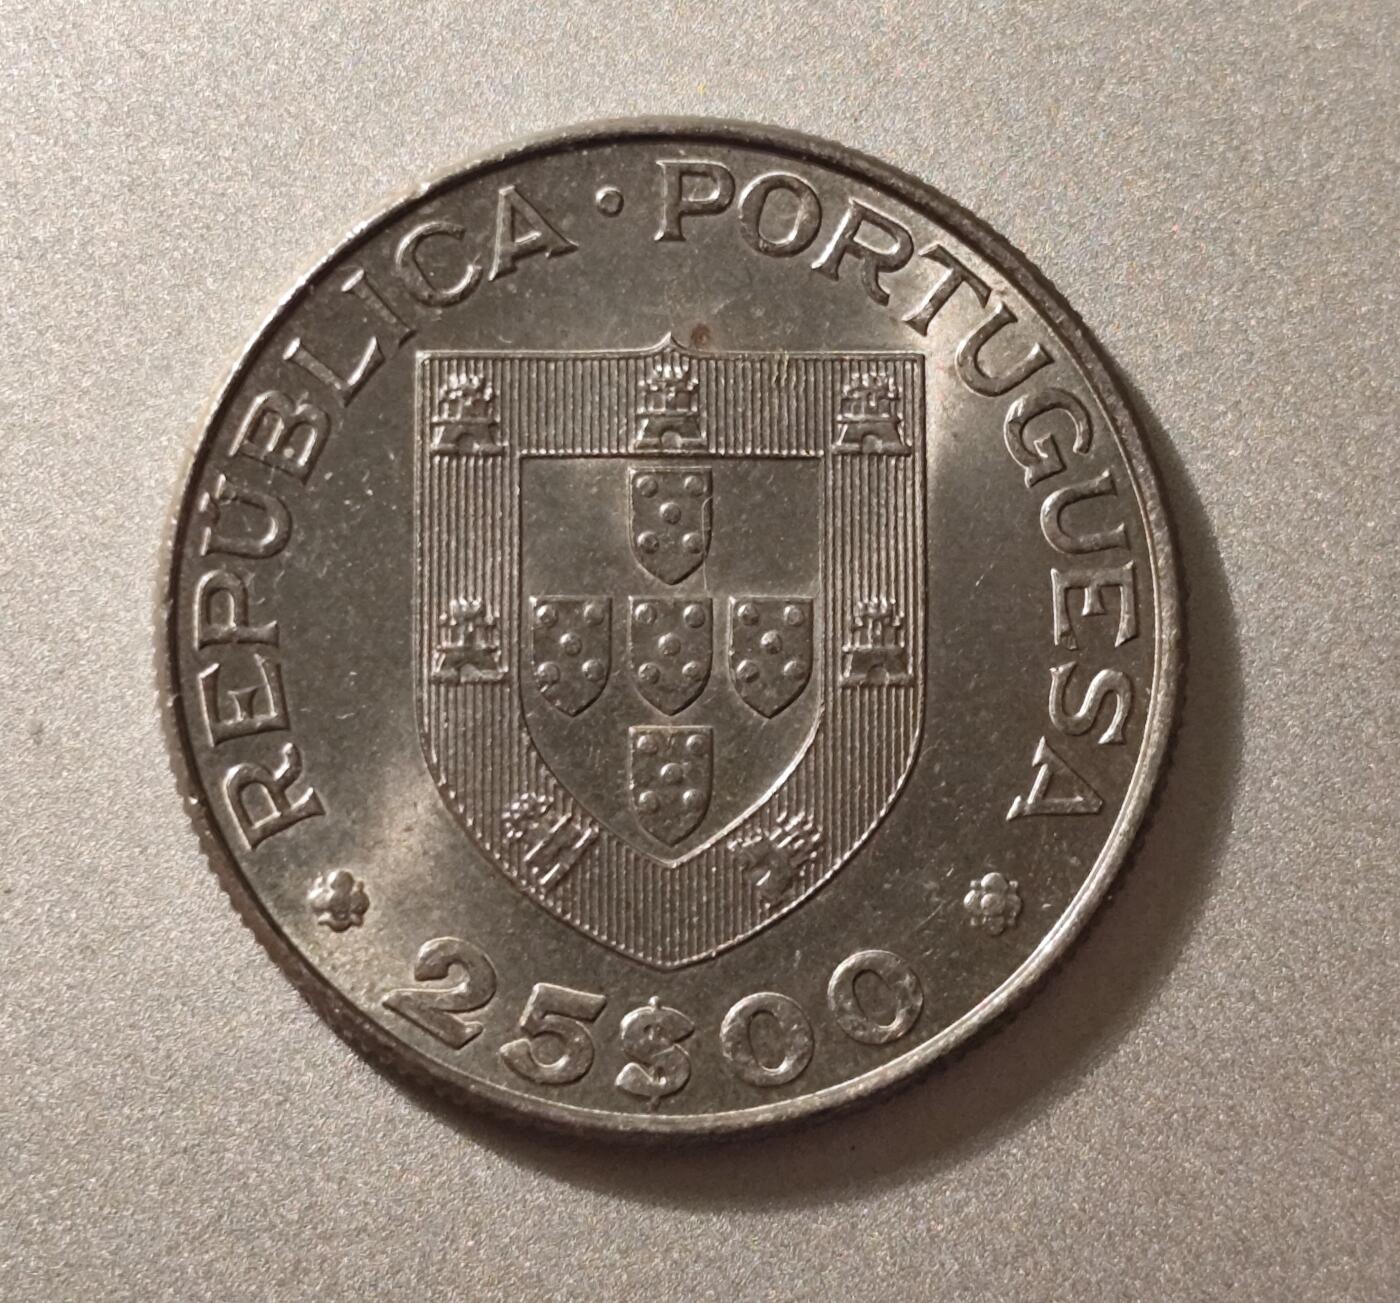 REPÚBLICA · PORTUGUESA
25$00